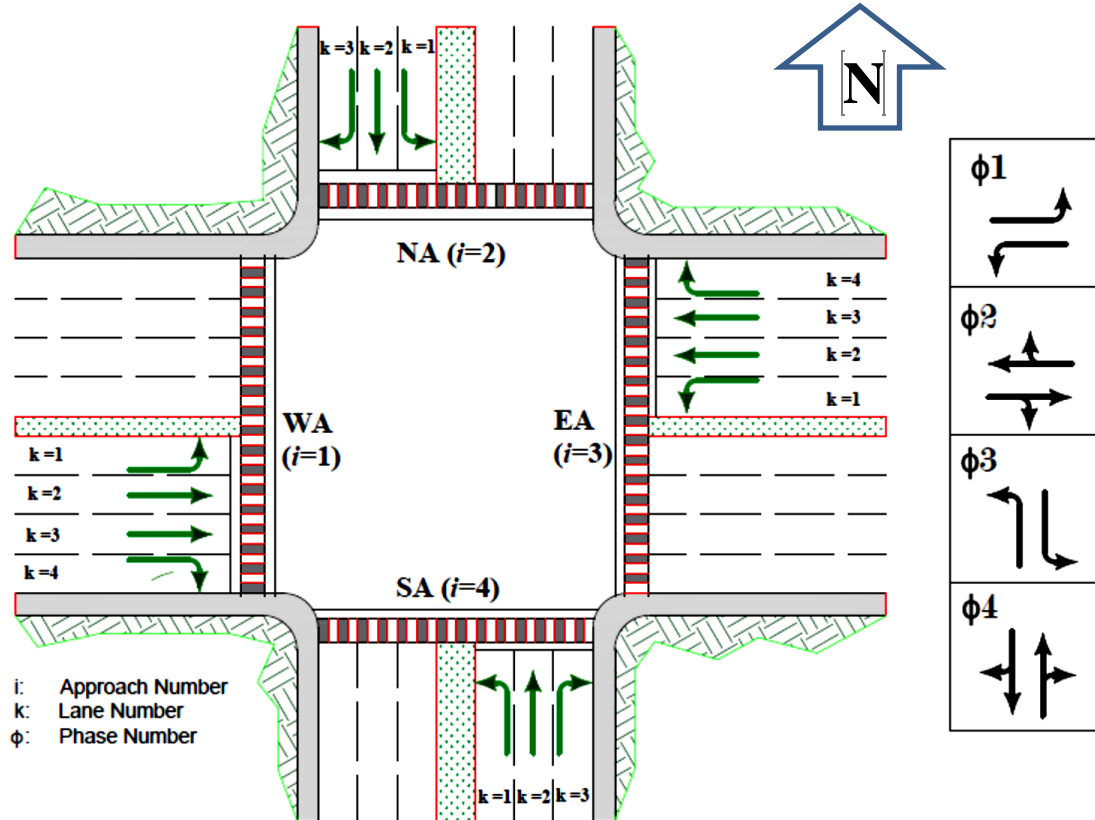 k =3 k =2 k =1
N
ϕ1
NA (i=2)
k =4
k =3
k =2
k =1
ϕ2
WA
(i=1)
EA
(i=3)
k =1
k =2
k =3
k =4
ϕ3
SA (i=4)
ϕ4
i: Approach Number
k: Lane Number
ϕ: Phase Number
k =1 k =2 k =3